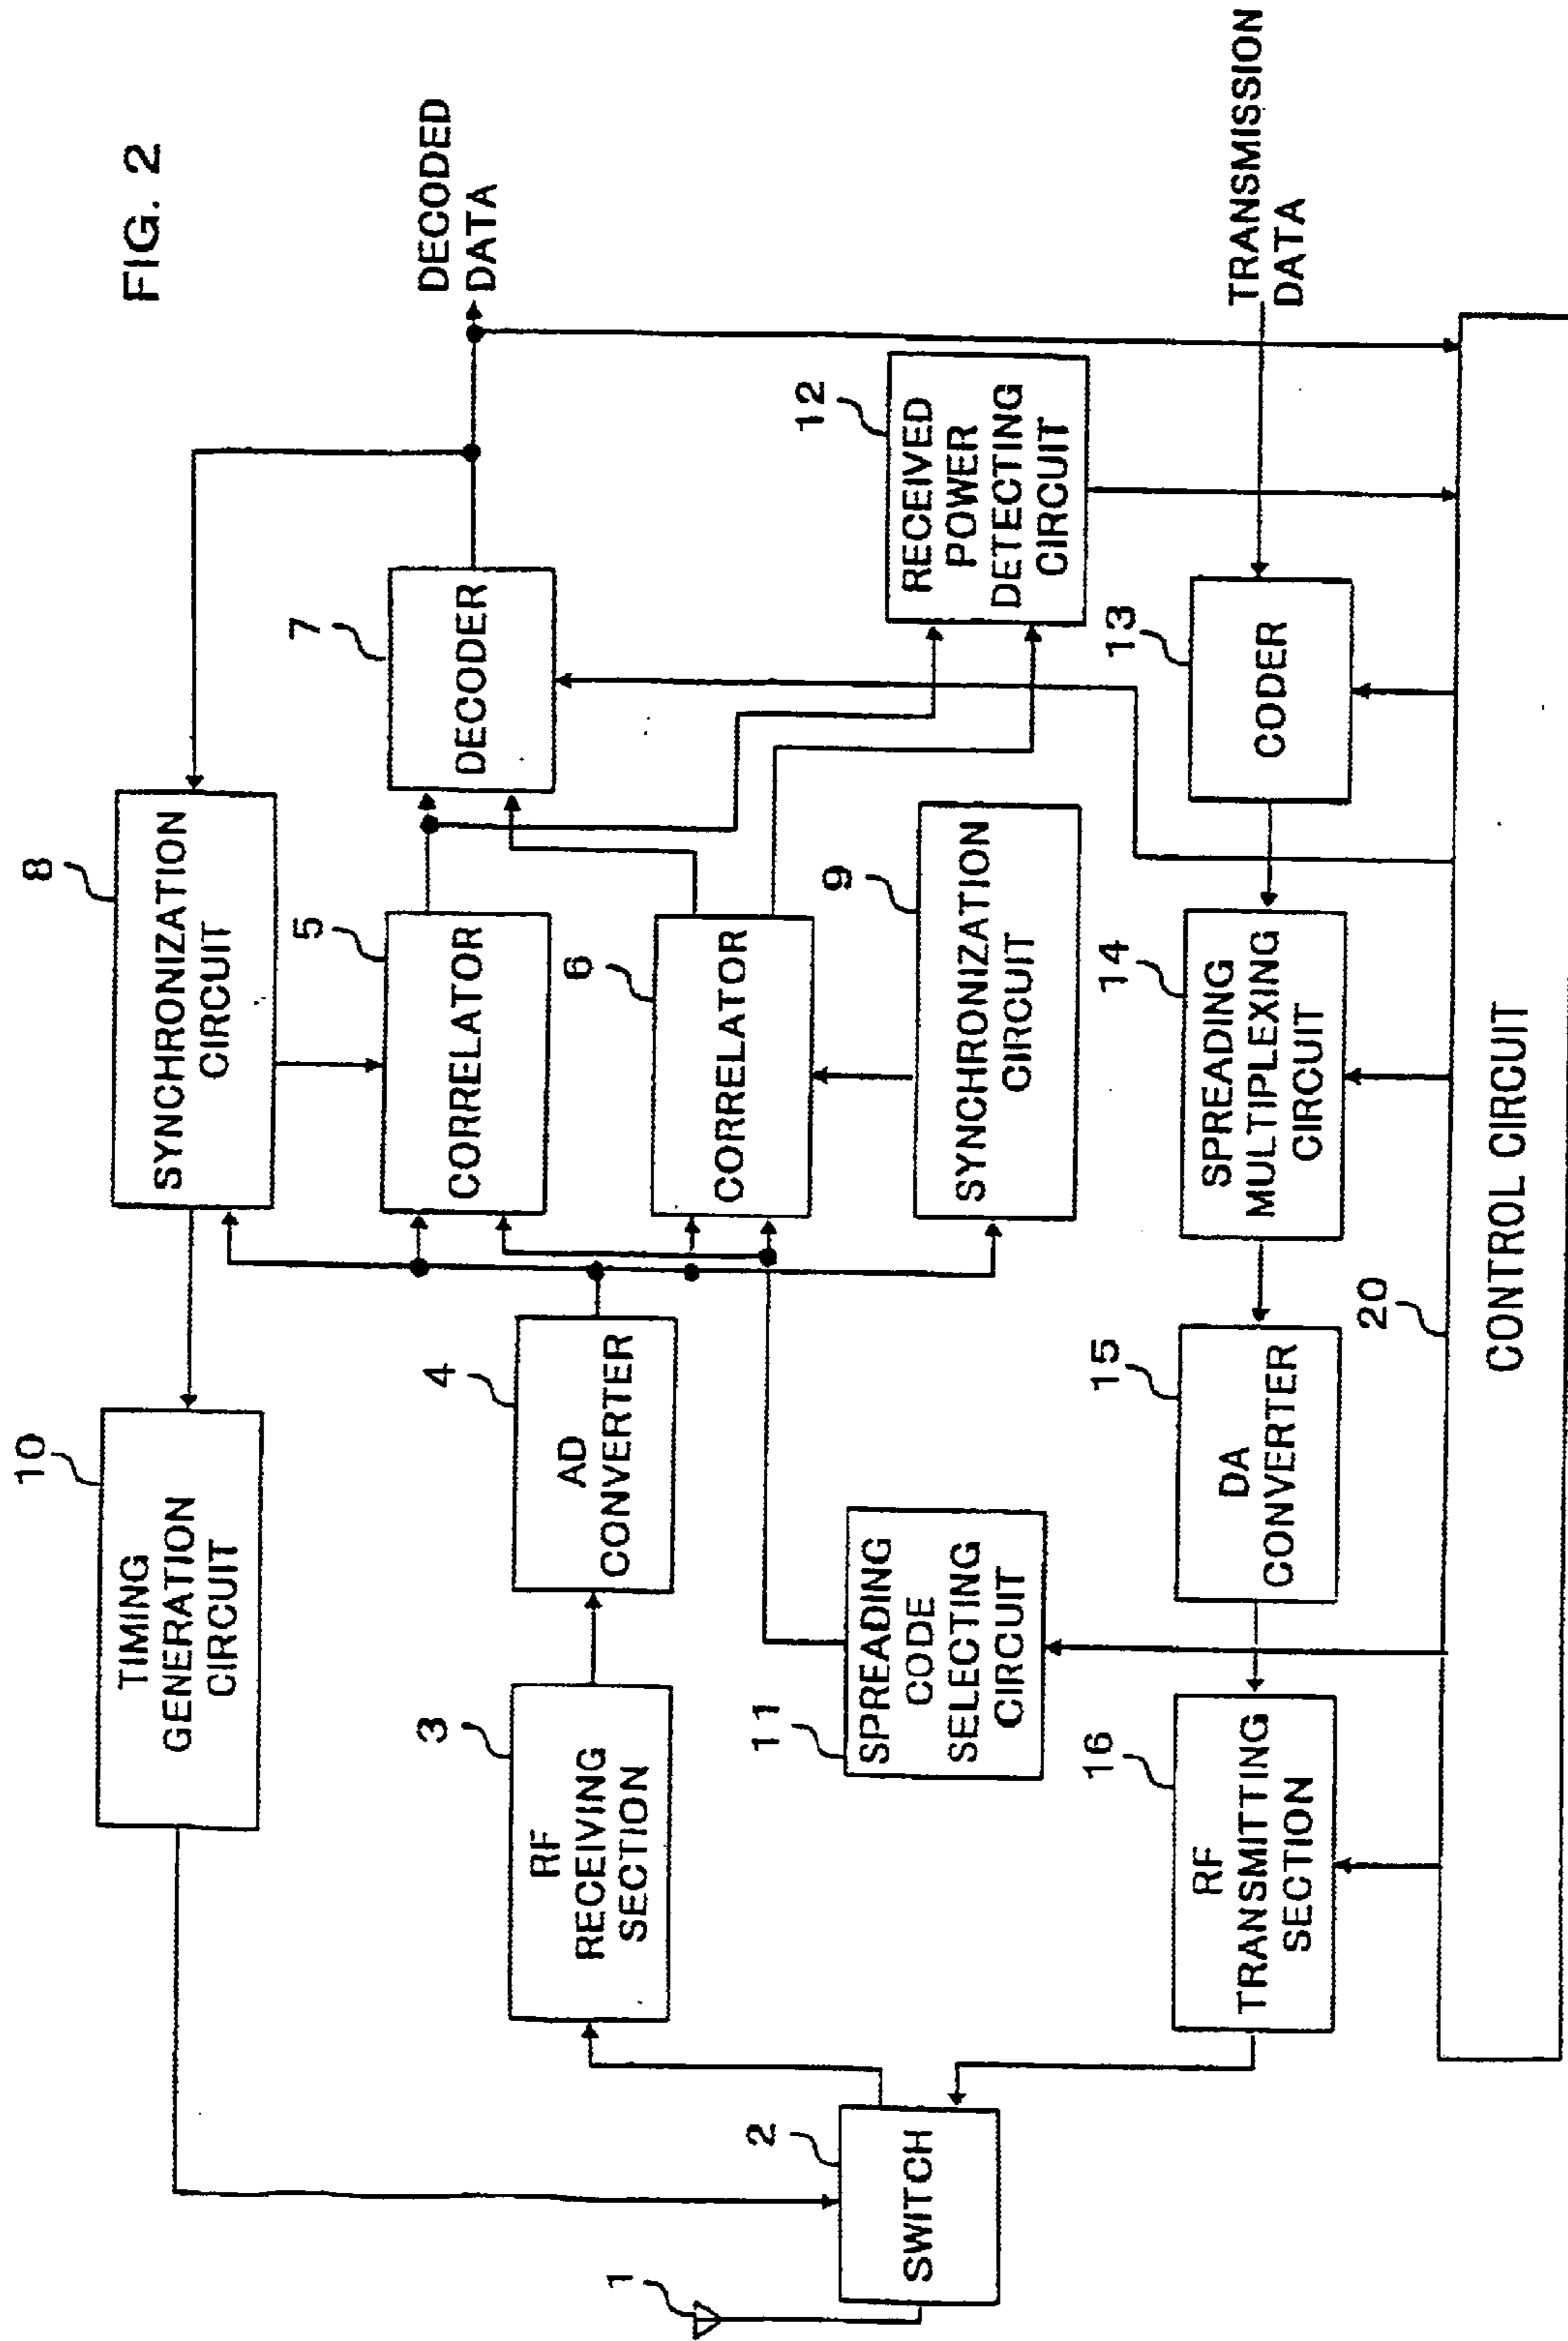 FIG. 2
10
TIMING
GENERATION
CIRCUIT
8
SYNCHRONIZATION
CIRCUIT
DECODED
DATA
3
RF
RECEIVING
SECTION
4
AD
CONVERTER
5
CORRELATOR
7
DECODER
6
CORRELATOR
1
2
SWITCH
11
SPREADING
CODE
SELECTING
CIRCUIT
9
SYNCHRONIZATION
CIRCUIT
12
RECEIVED
POWER
DETECTING
CIRCUIT
16
RF
TRANSMITTING
SECTION
15
DA
CONVERTER
14
SPREADING
MULTIPLEXING
CIRCUIT
13
CODER
TRANSMISSION
DATA
20
CONTROL CIRCUIT